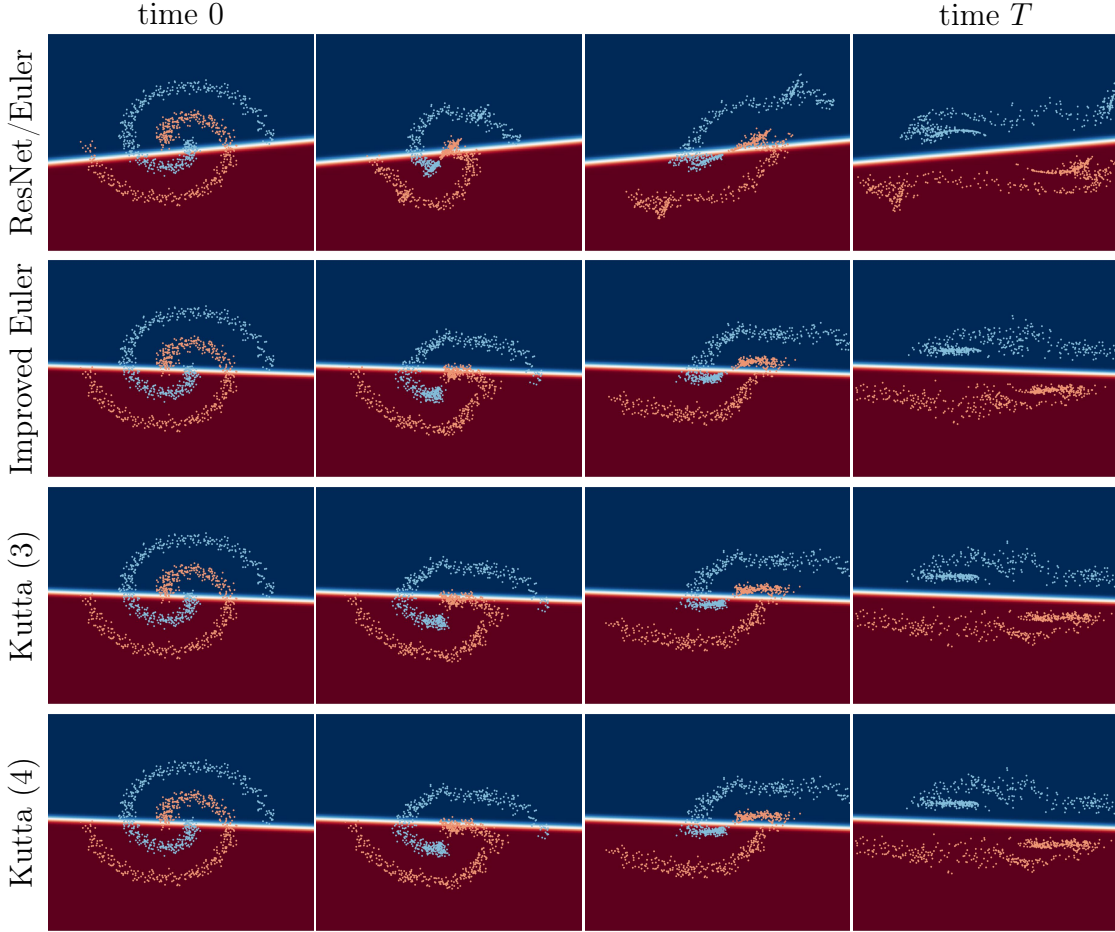 time 0
time T
ResNet/Euler
Improved Euler
Kutta (3)
Kutta (4)